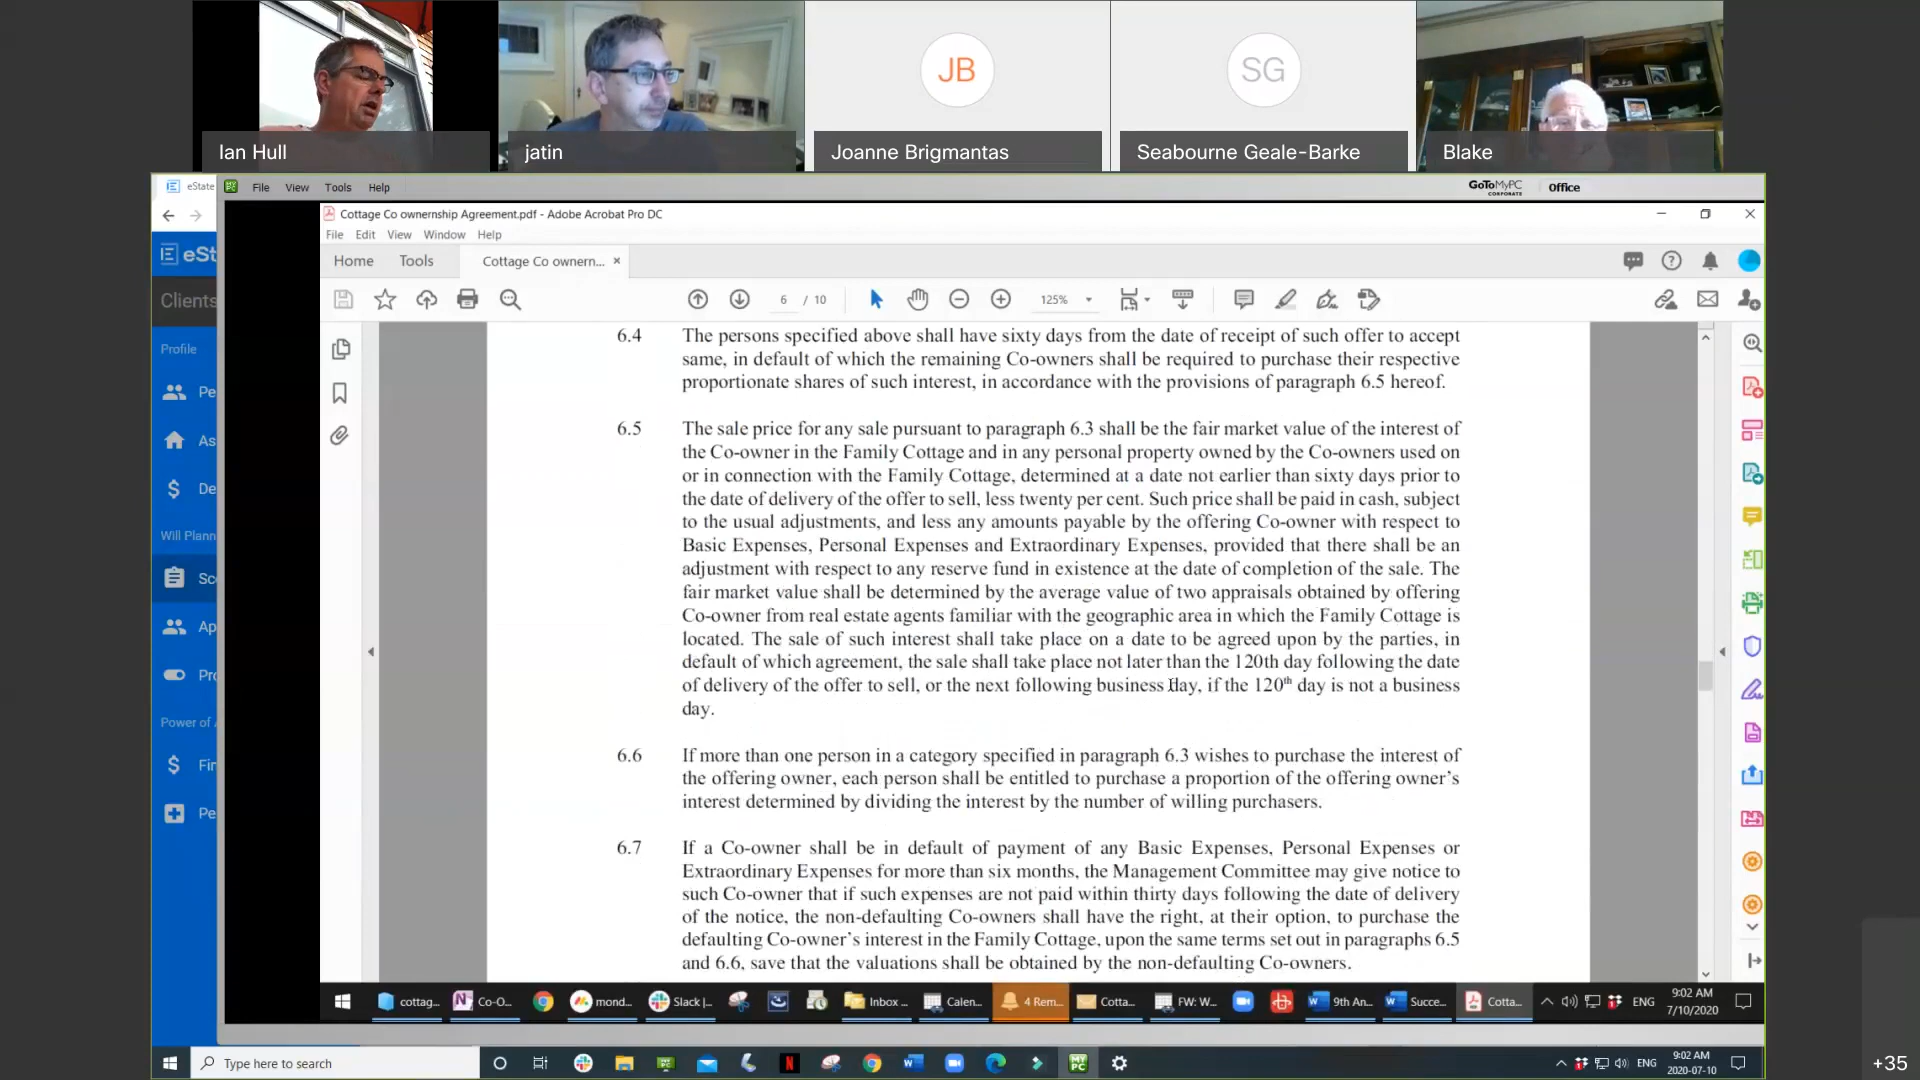 JB
SG
Ian Hull
jatin
Joanne Brigmantas
Seabourne Geale-Barke
Blake
eState
File View Tools Help
GoToMyPC
CORPORATE
Office
Cottage Co ownership Agreement.pdf - Adobe Acrobat Pro DC
File Edit View Window Help
Home Tools Cottage Co ownern... ×
6 / 10
125%
eSt
Clients
Profile
Pe
As
De
Will Plann
Sc
Ap
Pr
Power of A
Fir
Pe
6.4 The persons specified above shall have sixty days from the date of receipt of such offer to accept
same, in default of which the remaining Co-owners shall be required to purchase their respective
proportionate shares of such interest, in accordance with the provisions of paragraph 6.5 hereof.
6.5 The sale price for any sale pursuant to paragraph 6.3 shall be the fair market value of the interest of
the Co-owner in the Family Cottage and in any personal property owned by the Co-owners used on
or in connection with the Family Cottage, determined at a date not earlier than sixty days prior to
the date of delivery of the offer to sell, less twenty per cent. Such price shall be paid in cash, subject
to the usual adjustments, and less any amounts payable by the offering Co-owner with respect to
Basic Expenses, Personal Expenses and Extraordinary Expenses, provided that there shall be an
adjustment with respect to any reserve fund in existence at the date of completion of the sale. The
fair market value shall be determined by the average value of two appraisals obtained by offering
Co-owner from real estate agents familiar with the geographic area in which the Family Cottage is
located. The sale of such interest shall take place on a date to be agreed upon by the parties, in
default of which agreement, the sale shall take place not later than the 120th day following the date
of delivery of the offer to sell, or the next following business day, if the 120th day is not a business
day.
6.6 If more than one person in a category specified in paragraph 6.3 wishes to purchase the interest of
the offering owner, each person shall be entitled to purchase a proportion of the offering owner's
interest determined by dividing the interest by the number of willing purchasers.
6.7 If a Co-owner shall be in default of payment of any Basic Expenses, Personal Expenses or
Extraordinary Expenses for more than six months, the Management Committee may give notice to
such Co-owner that if such expenses are not paid within thirty days following the date of delivery
of the notice, the non-defaulting Co-owners shall have the right, at their option, to purchase the
defaulting Co-owner's interest in the Family Cottage, upon the same terms set out in paragraphs 6.5
and 6.6, save that the valuations shall be obtained by the non-defaulting Co-owners.
cottag... Co-O... mond... Slack |... Inbox ... Calen... 4 Rem... Cotta... FW: W... 9th An... Succe... Cotta... ENG
9:02 AM
7/10/2020
Type here to search
ENG
9:02 AM
2020-07-10
+35